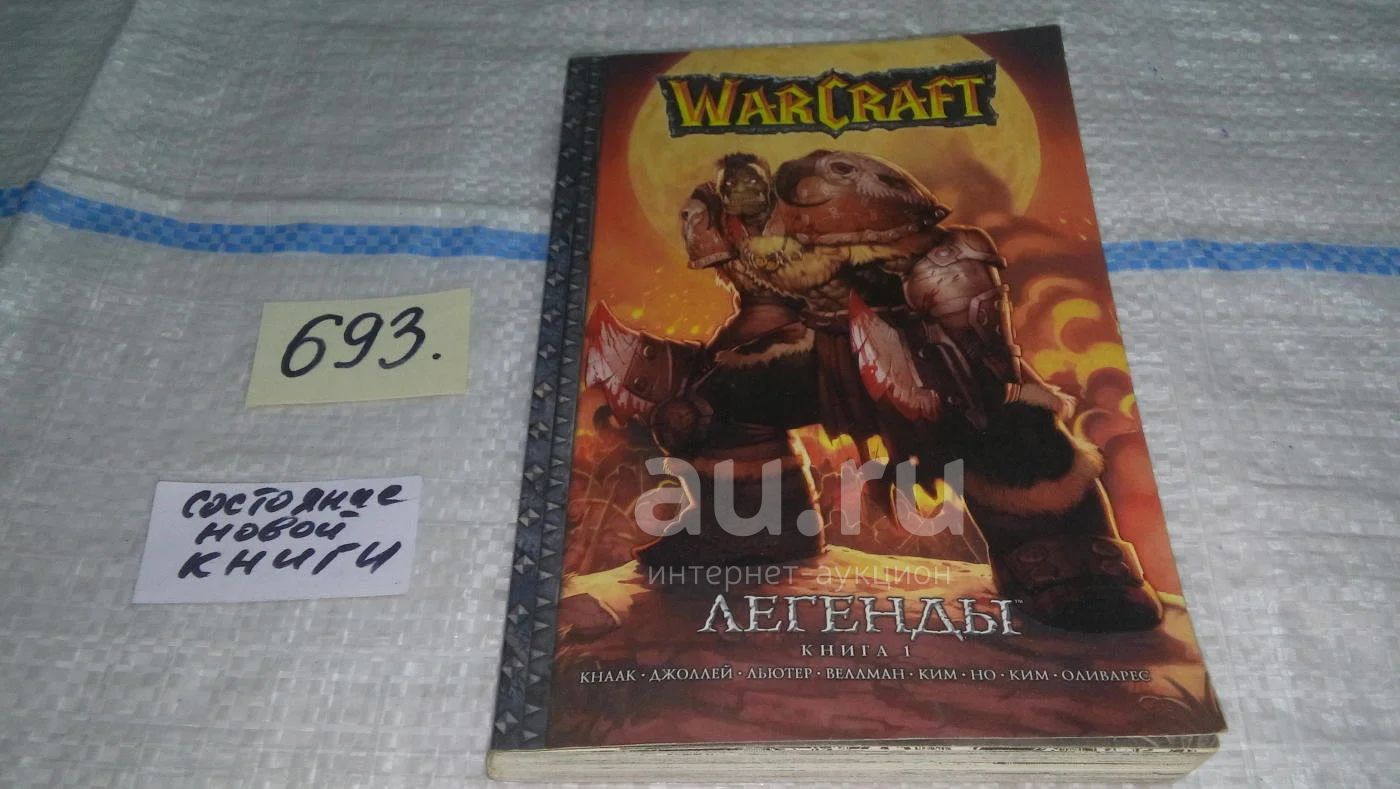 WARCRAFT
693.
состояние
новой
книги
au.ru
интернет-аукцион
ЛЕГЕНДЫ™
КНИГА 1
КНААК · ДЖОЛЛЕЙ · ЛЬЮТЕР · ВЕЛЛМАН · КИМ · НО · КИМ · ОЛИВАРЕС